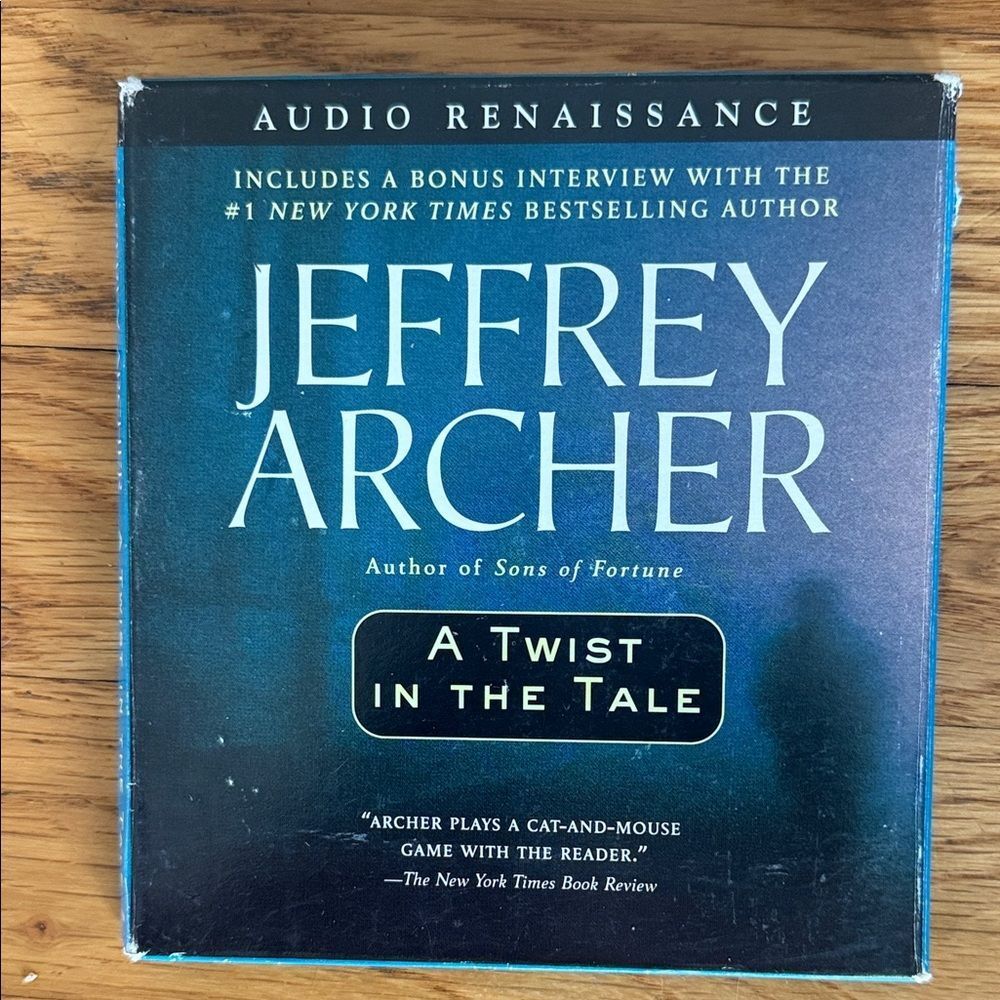 AUDIO RENAISSANCE
INCLUDES A BONUS INTERVIEW WITH THE
#1 NEW YORK TIMES BESTSELLING AUTHOR
JEFFREY
ARCHER
Author of Sons of Fortune
A TWIST
IN THE TALE
"ARCHER PLAYS A CAT-AND-MOUSE
GAME WITH THE READER."
—The New York Times Book Review